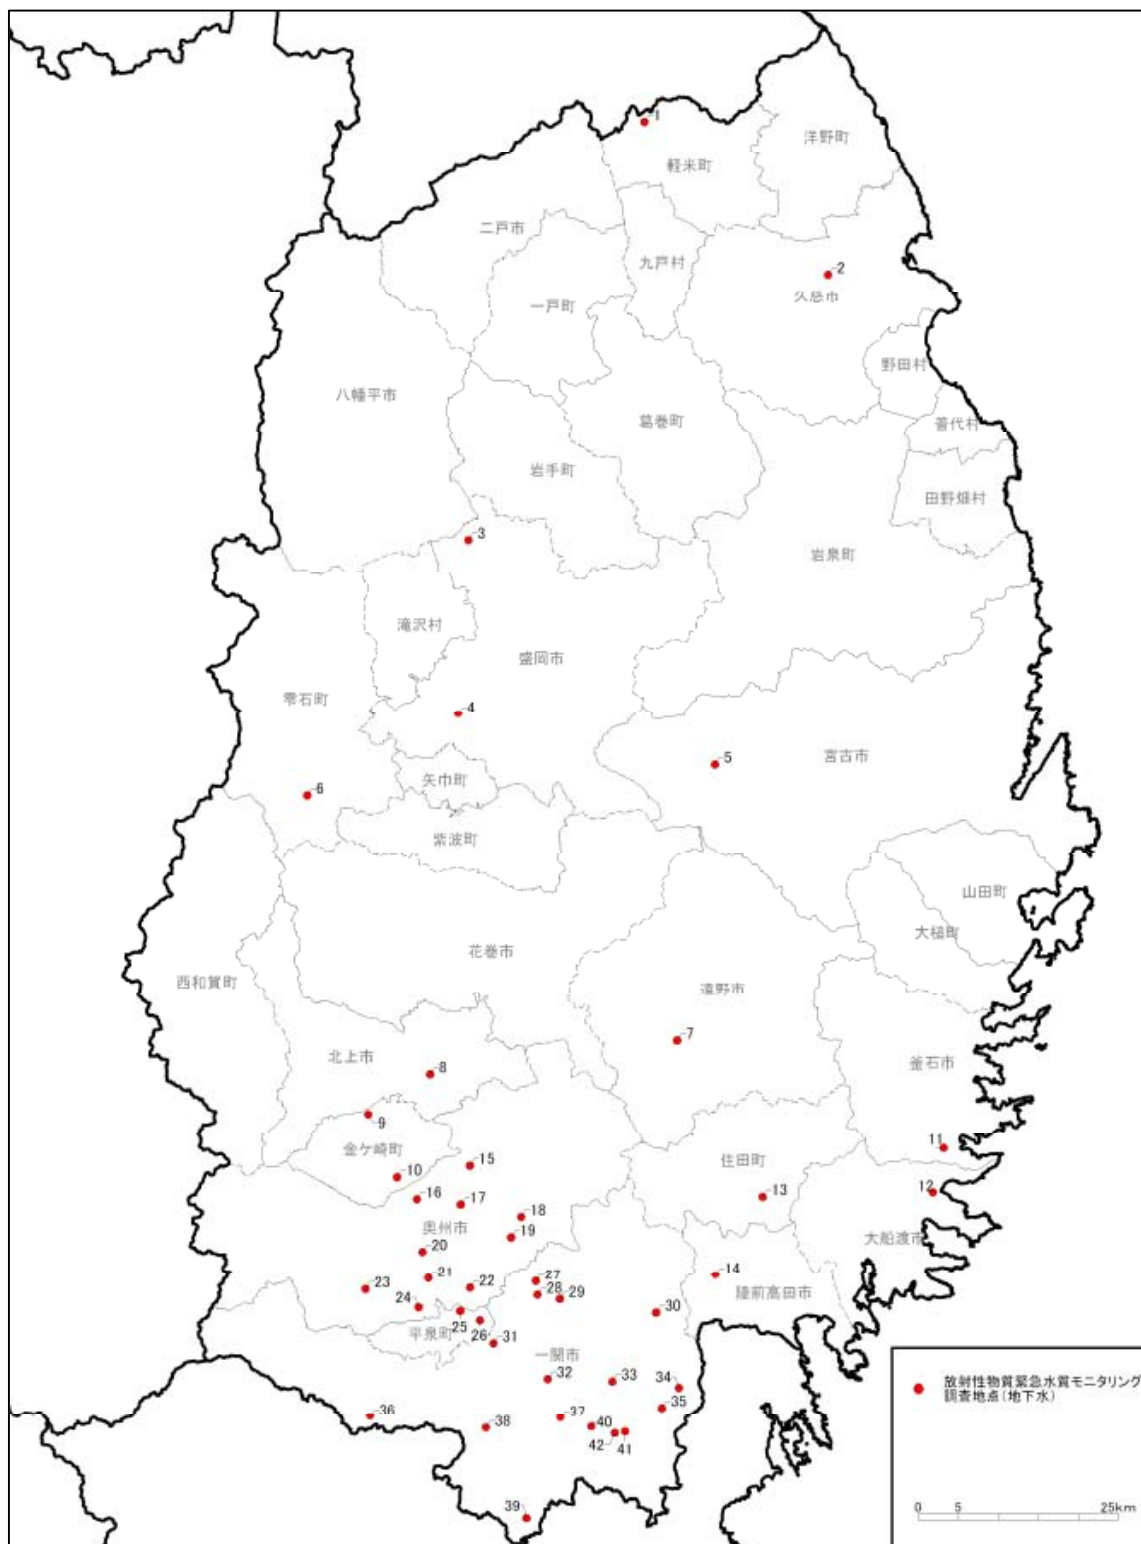 1
洋野町
軽米町
二戸市
九戸村
2
久慈市
一戸町
野田村
八幡平市
葛巻町
普代村
岩手町
田野畑村
3
岩泉町
滝沢村
盛岡市
雫石町
4
宮古市
5
矢巾町
6
紫波町
山田町
大槌町
花巻市
西和賀町
遠野市
7
北上市
釜石市
8
9
金ケ崎町
11
住田町
15
10
13
12
16
17
18
奥州市
19
大船渡市
20
14
21
27
22
23
28
29
陸前高田市
24
30
25
平泉町
26
31
一関市
32
33
34
35
36
37
38
40
42
41
39
放射性物質緊急水質モニタリング
調査地点(地下水)
0 5 25km